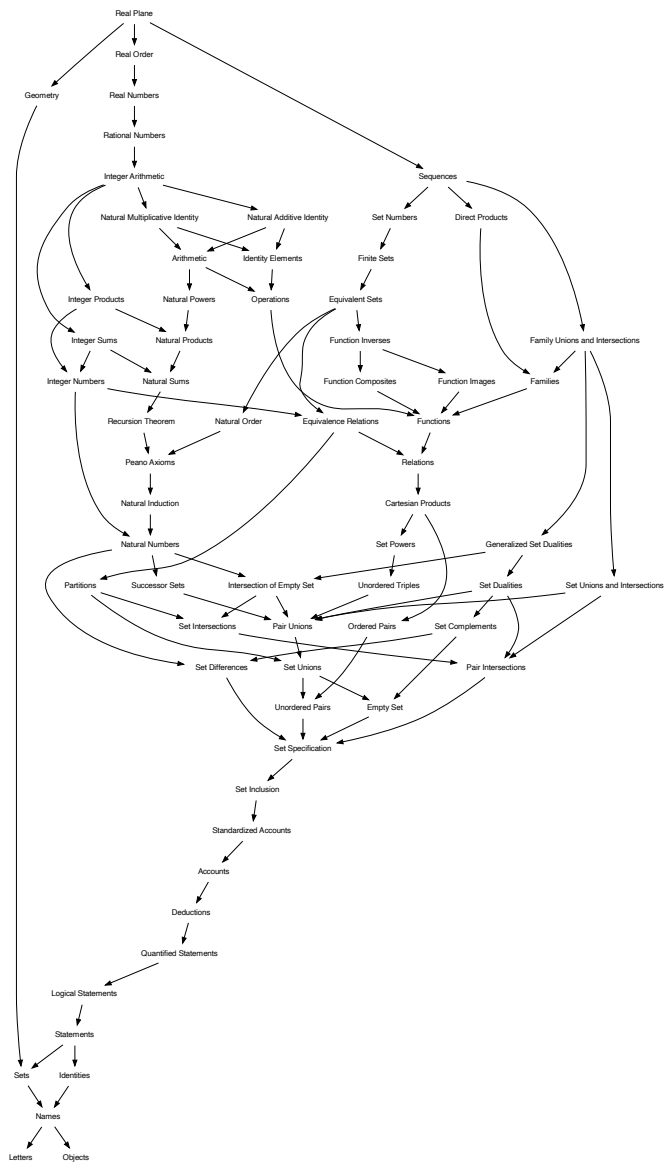 Real Plane
Real Order
Geometry
Real Numbers
Rational Numbers
Integer Arithmetic
Sequences
Natural Multiplicative Identity
Natural Additive Identity
Set Numbers
Direct Products
Arithmetic
Identity Elements
Finite Sets
Integer Products
Natural Powers
Operations
Equivalent Sets
Integer Sums
Natural Products
Function Inverses
Family Unions and Intersections
Integer Numbers
Natural Sums
Function Composites
Function Images
Families
Recursion Theorem
Natural Order
Equivalence Relations
Functions
Peano Axioms
Relations
Natural Induction
Cartesian Products
Natural Numbers
Set Powers
Generalized Set Dualities
Partitions
Successor Sets
Intersection of Empty Set
Unordered Triples
Set Dualities
Set Unions and Intersections
Set Intersections
Pair Unions
Ordered Pairs
Set Complements
Set Differences
Set Unions
Pair Intersections
Unordered Pairs
Empty Set
Set Specification
Set Inclusion
Standardized Accounts
Accounts
Deductions
Quantified Statements
Logical Statements
Statements
Sets
Identities
Names
Letters
Objects